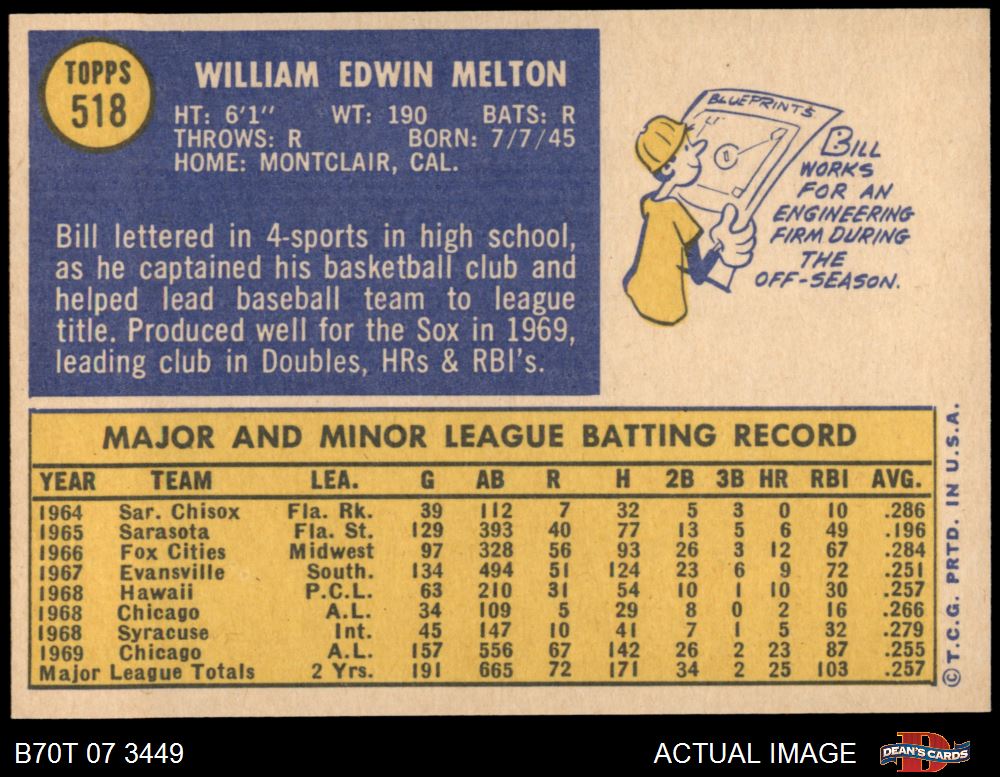 TOPPS
518
WILLIAM EDWIN MELTON
HT: 6'1" WT: 190 BATS: R
THROWS: R BORN: 7/7/45
HOME: MONTCLAIR, CAL.
Bill lettered in 4-sports in high school,
as he captained his basketball club and
helped lead baseball team to league
title. Produced well for the Sox in 1969,
leading club in Doubles, HRs & RBI's.
BLUEPRINTS
BILL
WORKS
FOR AN
ENGINEERING
FIRM DURING
THE
OFF-SEASON.
MAJOR AND MINOR LEAGUE BATTING RECORD
YEAR TEAM LEA. G AB R H 2B 3B HR RBI AVG.
1964 Sar. Chisox Fla. Rk. 39 112 7 32 5 3 0 10 .286
1965 Sarasota Fla. St. 129 393 40 77 13 5 6 49 .196
1966 Fox Cities Midwest 97 328 56 93 26 3 12 67 .284
1967 Evansville South. 134 494 51 124 23 6 9 72 .251
1968 Hawaii P.C.L. 63 210 31 54 10 1 10 30 .257
1968 Chicago A.L. 34 109 5 29 8 0 2 16 .266
1968 Syracuse Int. 45 147 10 41 7 1 5 32 .279
1969 Chicago A.L. 157 556 67 142 26 2 23 87 .255
Major League Totals 2 Yrs. 191 665 72 171 34 2 25 103 .257
©T.C.G. PRTD. IN U.S.A.
B70T 07 3449
ACTUAL IMAGE
D
DEAN'S CARDS